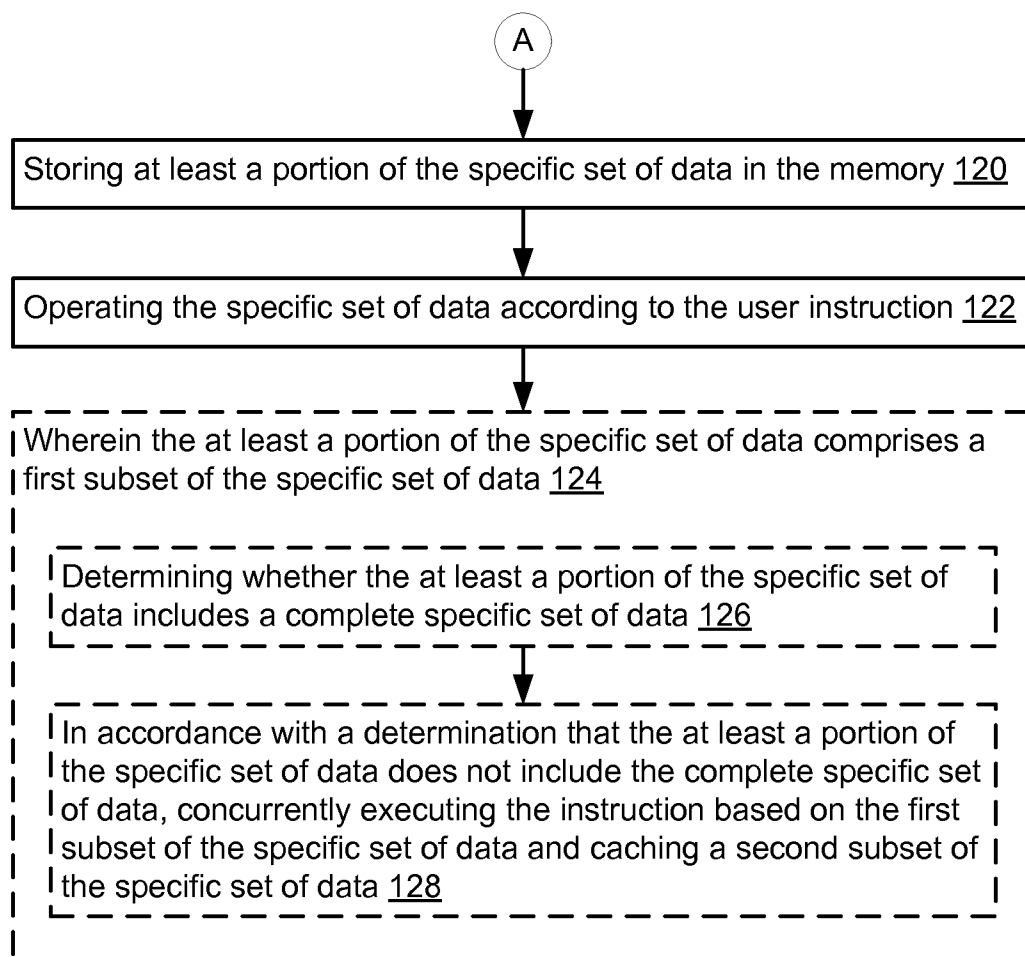 A
Storing at least a portion of the specific set of data in the memory 120
Operating the specific set of data according to the user instruction 122
Wherein the at least a portion of the specific set of data comprises a
first subset of the specific set of data 124
Determining whether the at least a portion of the specific set of
data includes a complete specific set of data 126
In accordance with a determination that the at least a portion of
the specific set of data does not include the complete specific set
of data, concurrently executing the instruction based on the first
subset of the specific set of data and caching a second subset of
the specific set of data 128